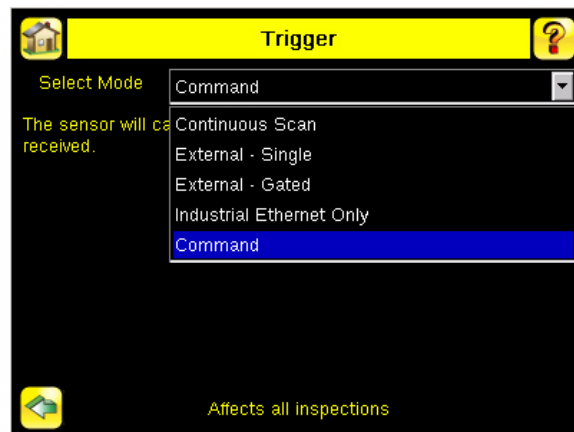 Trigger
?
Select Mode
Command
Continuous Scan
External - Single
External - Gated
Industrial Ethernet Only
Command
The sensor will ca
received.
Affects all inspections